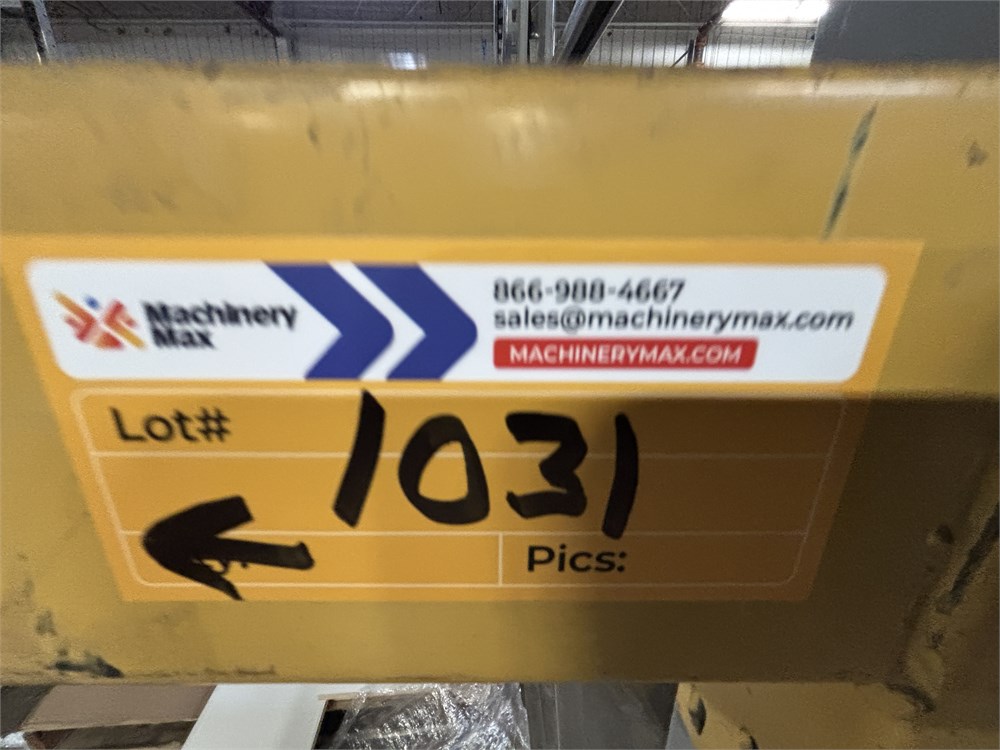 Machinery
Max
866-988-4667
sales@machinerymax.com
MACHINERYMAX.COM
Lot#
1031
Pics: